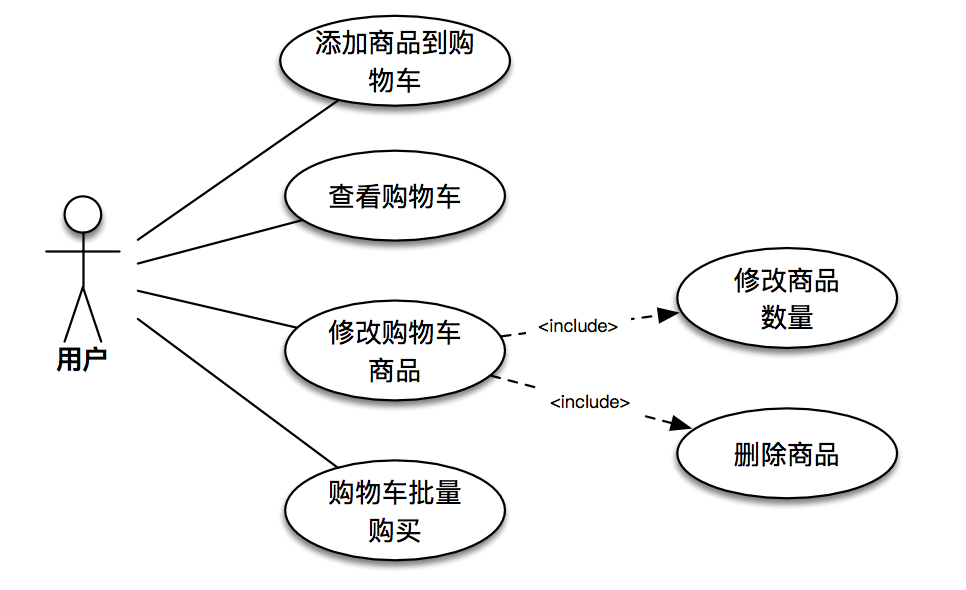 添加商品到购
物车
查看购物车
用户
修改购物车
商品
<include>
修改商品
数量
<include>
删除商品
购物车批量
购买